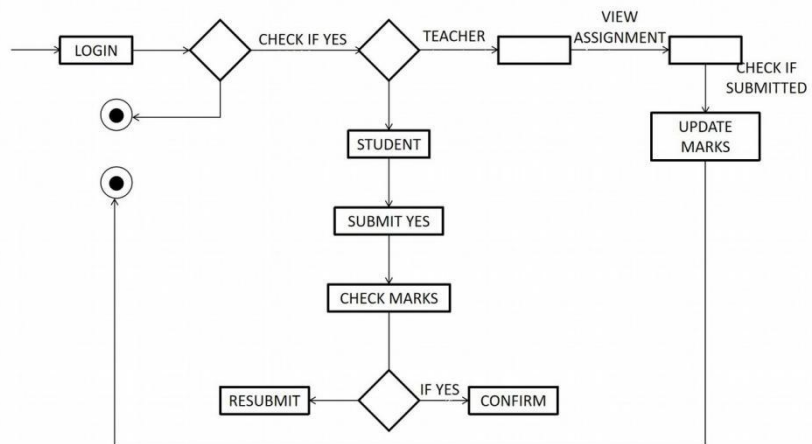 VIEW
ASSIGNMENT
LOGIN
CHECK IF YES
TEACHER
CHECK IF
SUBMITTED
UPDATE
MARKS
STUDENT
SUBMIT YES
CHECK MARKS
RESUBMIT
IF YES
CONFIRM